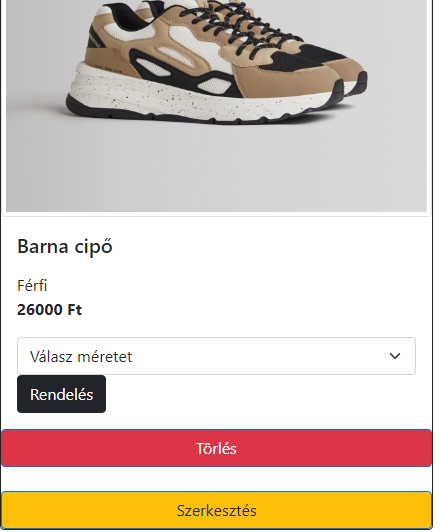 Barna cipő
Férfi
26000 Ft
Válasz méretet
Rendelés
Törlés
Szerkesztés